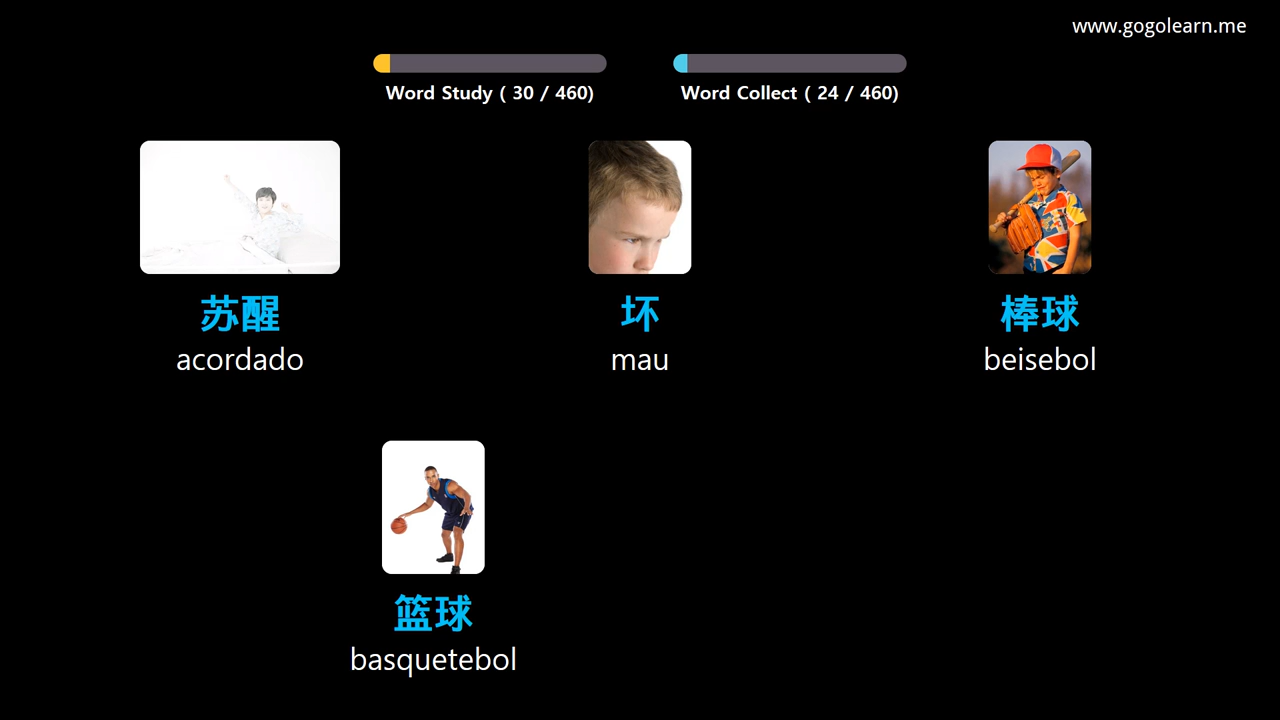 www.gogolearn.me
Word Study ( 30 / 460)
Word Collect ( 24 / 460)
苏醒
acordado
坏
mau
棒球
beisebol
篮球
basquetebol